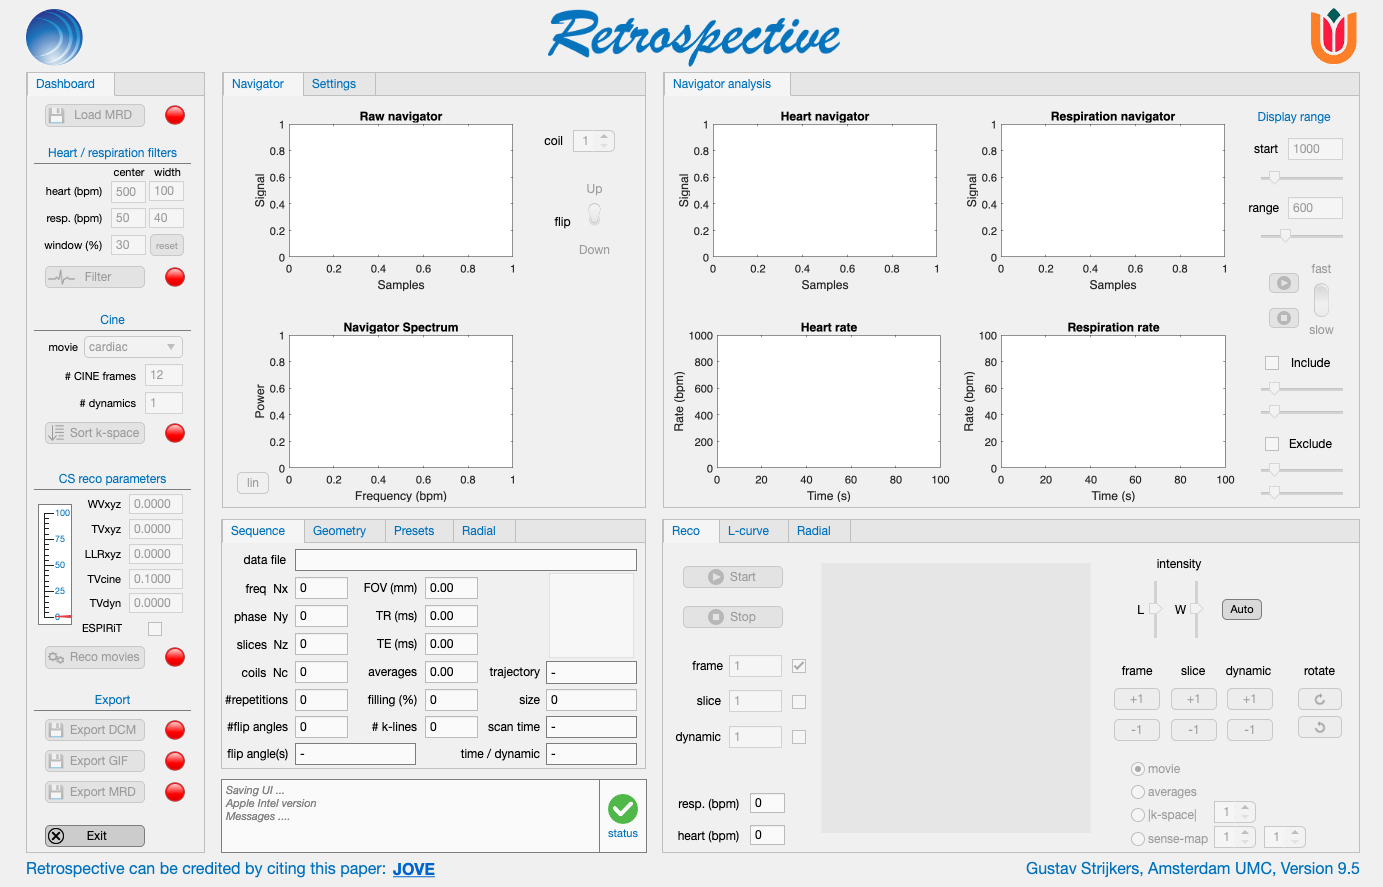 Retrospective
Dashboard
Load MRD
Heart / respiration filters
center width
heart (bpm) 500 100
resp. (bpm) 50 40
window (%) 30 reset
Filter
Cine
movie cardiac
# CINE frames 12
# dynamics 1
Sort k-space
CS reco parameters
100
75
50
25
0
WVxyz 0.0000
TVxyz 0.0000
LLRxyz 0.0000
TVcine 0.1000
TVdyn 0.0000
ESPIRiT
Reco movies
Export
Export DCM
Export GIF
Export MRD
Exit
Navigator Settings
Raw navigator
Signal
1
0.8
0.6
0.4
0.2
0
0 0.2 0.4 0.6 0.8 1
Samples
coil 1
Up
flip
Down
Navigator Spectrum
Power
1
0.8
0.6
0.4
0.2
0
0 0.2 0.4 0.6 0.8 1
Frequency (bpm)
lin
Navigator analysis
Heart navigator
Signal
1
0.8
0.6
0.4
0.2
0
0 0.2 0.4 0.6 0.8 1
Samples
Respiration navigator
Signal
1
0.8
0.6
0.4
0.2
0
0 0.2 0.4 0.6 0.8 1
Samples
Heart rate
Rate (bpm)
1000
800
600
400
200
0
0 20 40 60 80 100
Time (s)
Respiration rate
Rate (bpm)
100
80
60
40
20
0
0 20 40 60 80 100
Time (s)
Display range
start 1000
range 600
fast
slow
Include
Exclude
Sequence Geometry Presets Radial
data file
freq Nx 0 FOV (mm) 0.00
phase Ny 0 TR (ms) 0.00
slices Nz 0 TE (ms) 0.00
coils Nc 0 averages 0.00 trajectory -
#repetitions 0 filling (%) 0 size 0
#flip angles 0 # k-lines 0 scan time -
flip angle(s) - time / dynamic -
Saving UI ...
Apple Intel version
Messages ....
status
Reco L-curve Radial
Start
Stop
frame 1
slice 1
dynamic 1
resp. (bpm) 0
heart (bpm) 0
intensity
L W Auto
frame slice dynamic rotate
+1 +1 +1
-1 -1 -1
movie
averages
|k-space| 1
sense-map 1 1
Retrospective can be credited by citing this paper: JOVE
Gustav Strijkers, Amsterdam UMC, Version 9.5